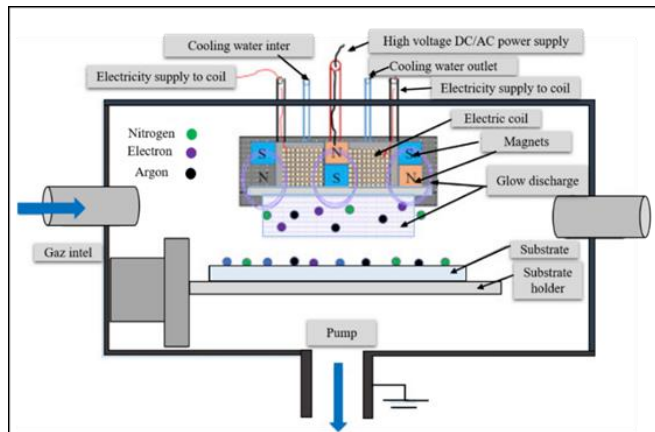 High voltage DC/AC power supply
Cooling water inter
Cooling water outlet
Electricity supply to coil
Electricity supply to coil
Nitrogen
Electron
Argon
Electric coil
Magnets
Glow discharge
S
N
S
N
S
N
Gaz intel
Substrate
Substrate
holder
Pump